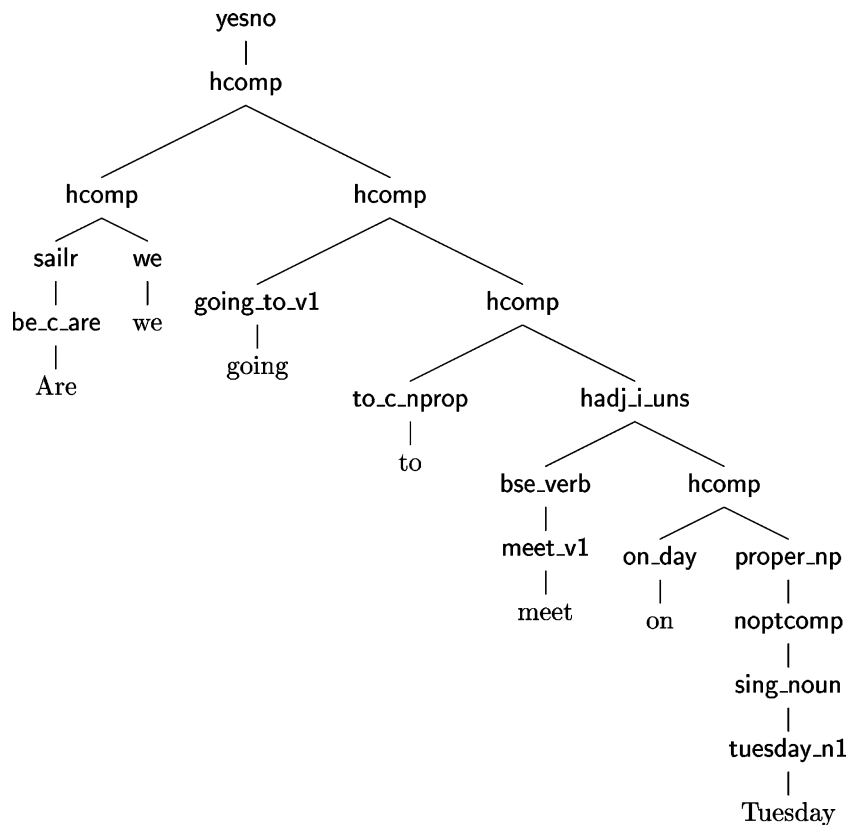 yesno
hcomp
hcomp hcomp
sailr we
going_to_v1 hcomp
be_c_are we
going
Are
to_c_nprop hadj_i_uns
to
bse_verb hcomp
meet_v1 on_day proper_np
meet on noptcomp
sing_noun
tuesday_n1
Tuesday